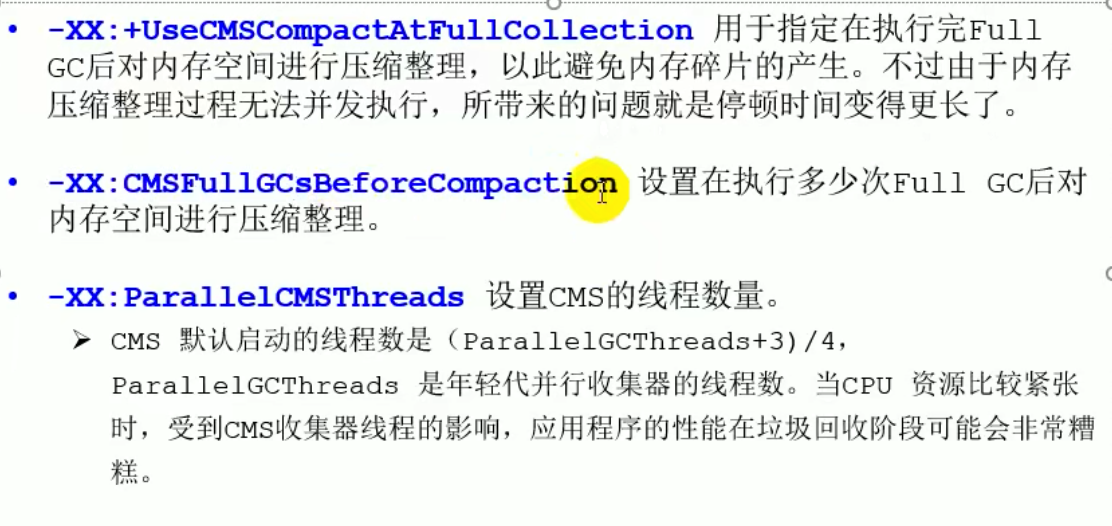 • -XX:+UseCMSCompactAtFullCollection 用于指定在执行完Full
GC后对内存空间进行压缩整理，以此避免内存碎片的产生。不过由于内存
压缩整理过程无法并发执行，所带来的问题就是停顿时间变得更长了。
• -XX:CMSFullGCsBeforeCompaction 设置在执行多少次Full GC后对
内存空间进行压缩整理。
• -XX:ParallelCMSThreads 设置CMS的线程数量。
➢ CMS 默认启动的线程数是（ParallelGCThreads+3)/4，
ParallelGCThreads 是年轻代并行收集器的线程数。当CPU 资源比较紧张
时，受到CMS收集器线程的影响，应用程序的性能在垃圾回收阶段可能会非常糟
糕。